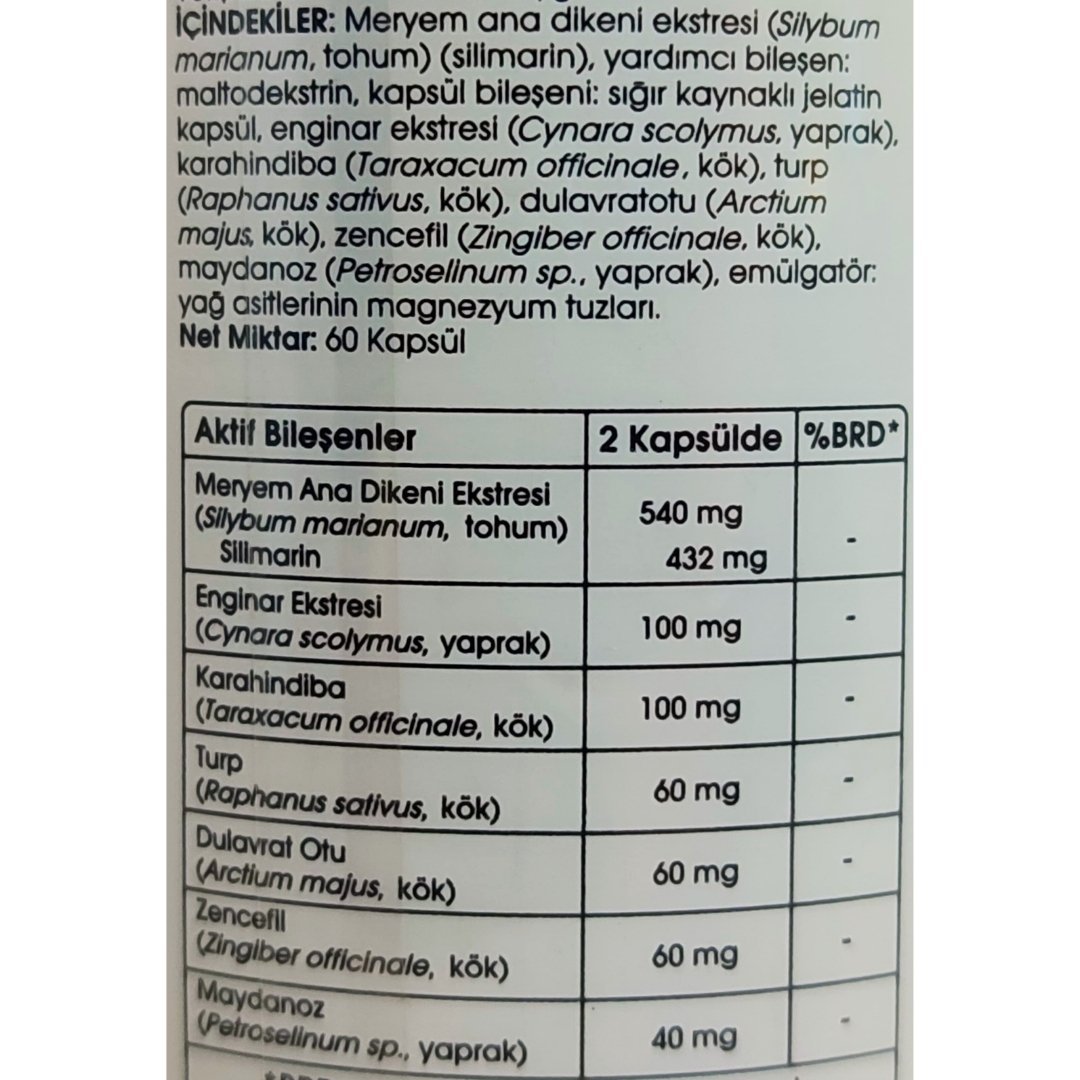 İÇİNDEKİLER: Meryem ana dikeni ekstresi (Silybum
marianum, tohum) (silimarin), yardımcı bileşen:
maltodekstrin, kapsül bileşeni: sığır kaynaklı jelatin
kapsül, enginar ekstresi (Cynara scolymus, yaprak),
karahindiba (Taraxacum officinale, kök), turp
(Raphanus sativus, kök), dulavratotu (Arctium
majus, kök), zencefil (Zingiber officinale, kök),
maydanoz (Petroselinum sp., yaprak), emülgatör:
yağ asitlerinin magnezyum tuzları.
Net Miktar: 60 Kapsül
Aktif Bileşenler 2 Kapsülde %BRD*
Meryem Ana Dikeni Ekstresi
(Silybum marianum, tohum) 540 mg
Silimarin 432 mg -
Enginar Ekstresi
(Cynara scolymus, yaprak) 100 mg -
Karahindiba
(Taraxacum officinale, kök) 100 mg -
Turp
(Raphanus sativus, kök) 60 mg -
Dulavrat Otu
(Arctium majus, kök) 60 mg -
Zencefil
(Zingiber officinale, kök) 60 mg -
Maydanoz
(Petroselinum sp., yaprak) 40 mg -